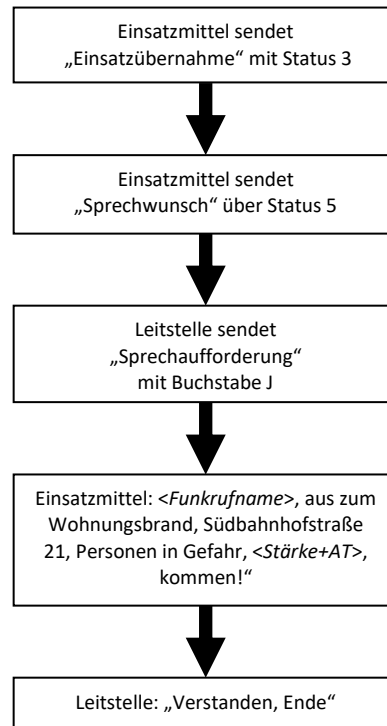 Einsatzmittel sendet
„Einsatzübernahme“ mit Status 3
Einsatzmittel sendet
„Sprechwunsch“ über Status 5
Leitstelle sendet
„Sprechaufforderung“
mit Buchstabe J
Einsatzmittel: <Funkrufname>, aus zum
Wohnungsbrand, Südbahnhofstraße
21, Personen in Gefahr, <Stärke+AT>,
kommen!“
Leitstelle: „Verstanden, Ende“